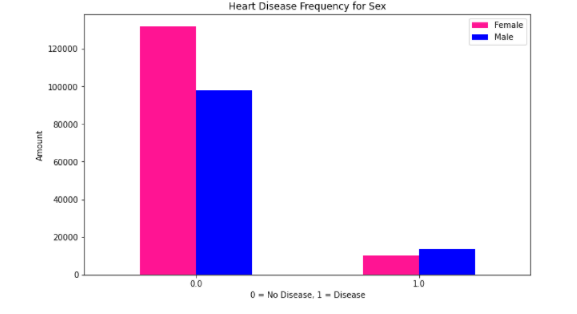 Heart Disease Frequency for Sex
Female
Male
120000
100000
80000
60000
40000
20000
0
Amount
0.0
1.0
0 = No Disease, 1 = Disease